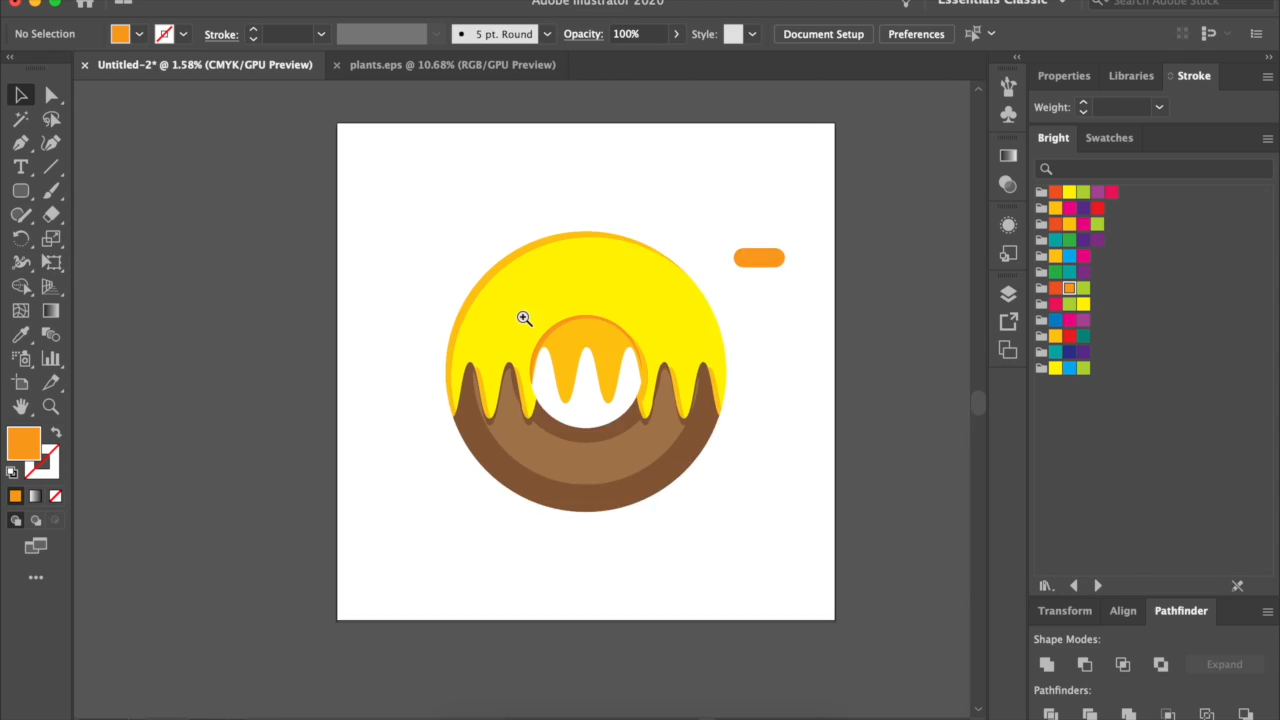 Adobe Illustrator 2020
Essentials Classic
Search Adobe Stock
No Selection
Stroke:
5 pt. Round
Opacity:
100%
Style:
Document Setup
Preferences
× Untitled-2* @ 1.58% (CMYK/GPU Preview)
× plants.eps @ 10.68% (RGB/GPU Preview)
Properties
Libraries
Stroke
Weight:
Bright
Swatches
Transform
Align
Pathfinder
Shape Modes:
Expand
Pathfinders: